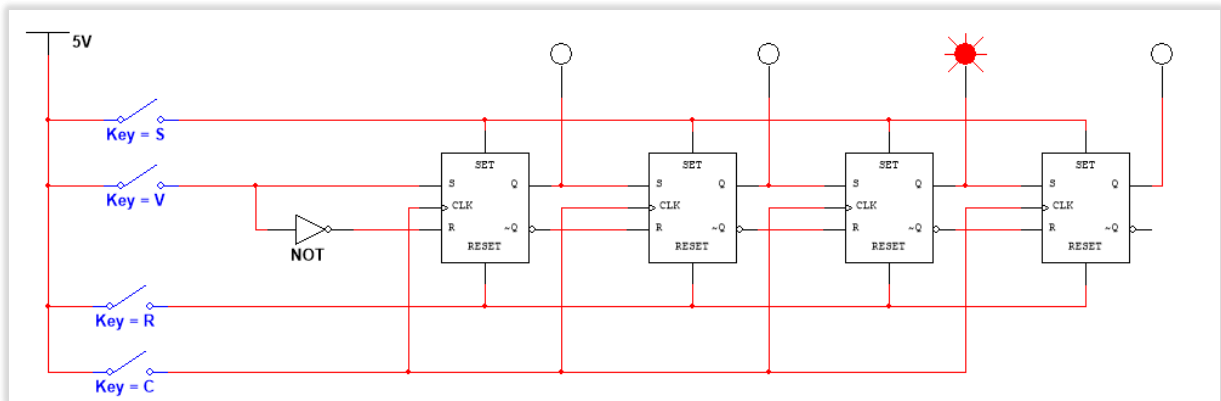 5V
Key = S
SET SET SET SET
Key = V
S Q S Q S Q S Q
CLK CLK CLK CLK
R ~Q R ~Q R ~Q R ~Q
RESET RESET RESET RESET
NOT
Key = R
Key = C